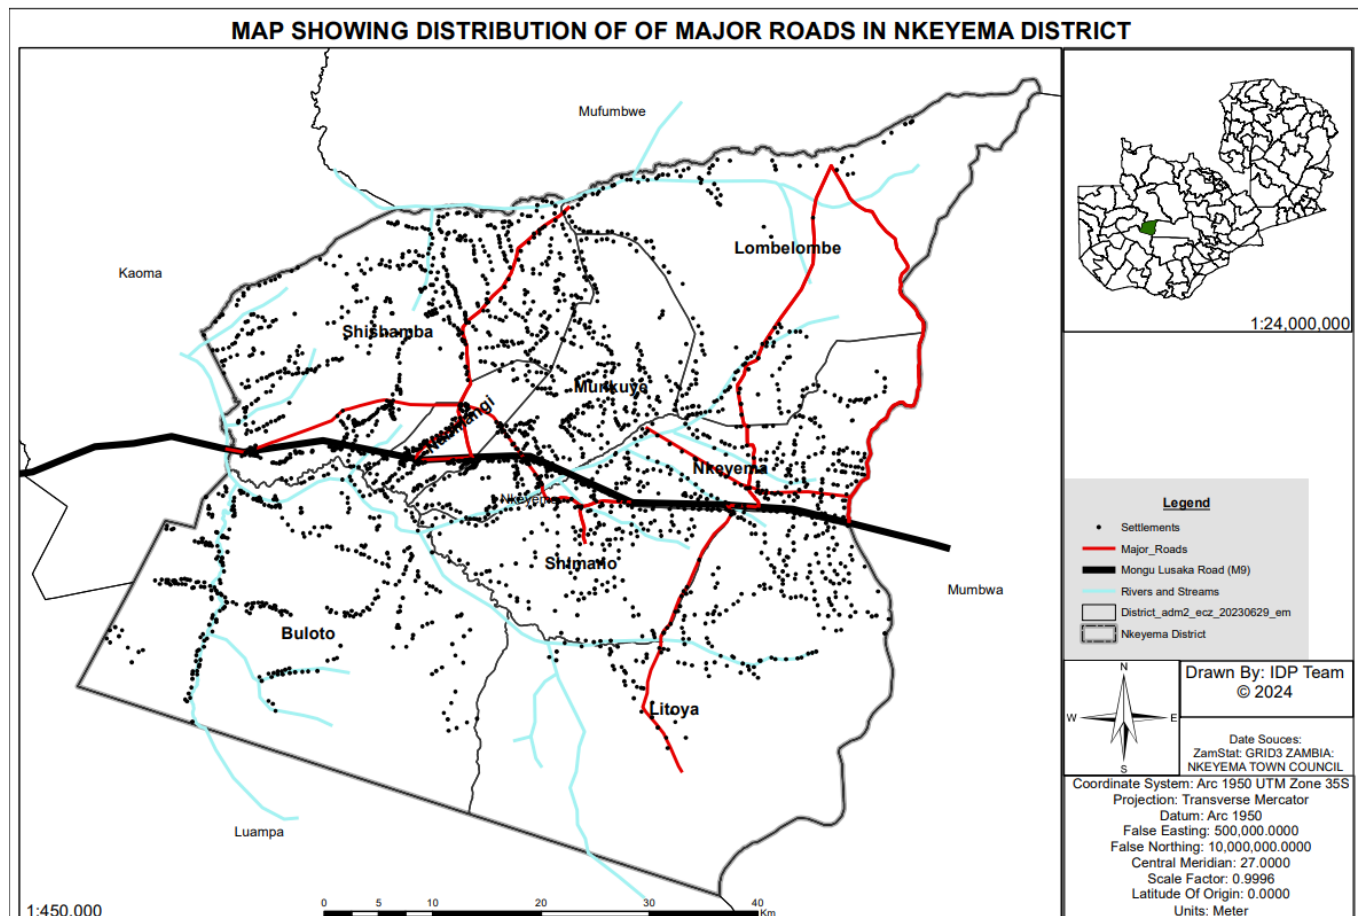 MAP SHOWING DISTRIBUTION OF OF MAJOR ROADS IN NKEYEMA DISTRICT
Mufumbwe
Kaoma
Lombelombe
Shishamba
Munkuye
Nkeyema
Nkeyema
Shimano
Buloto
Litoya
Mumbwa
Luampa
1:450,000
0 5 10 20 30 40
Km
1:24,000,000
Legend
Settlements
Major_Roads
Mongu Lusaka Road (M9)
Rivers and Streams
District_adm2_ecz_20230629_em
Nkeyema District
N
W E
S
Drawn By: IDP Team
© 2024
Date Souces:
ZamStat: GRID3 ZAMBIA:
NKEYEMA TOWN COUNCIL
Coordinate System: Arc 1950 UTM Zone 35S
Projection: Transverse Mercator
Datum: Arc 1950
False Easting: 500,000.0000
False Northing: 10,000,000.0000
Central Meridian: 27.0000
Scale Factor: 0.9996
Latitude Of Origin: 0.0000
Units: Meter